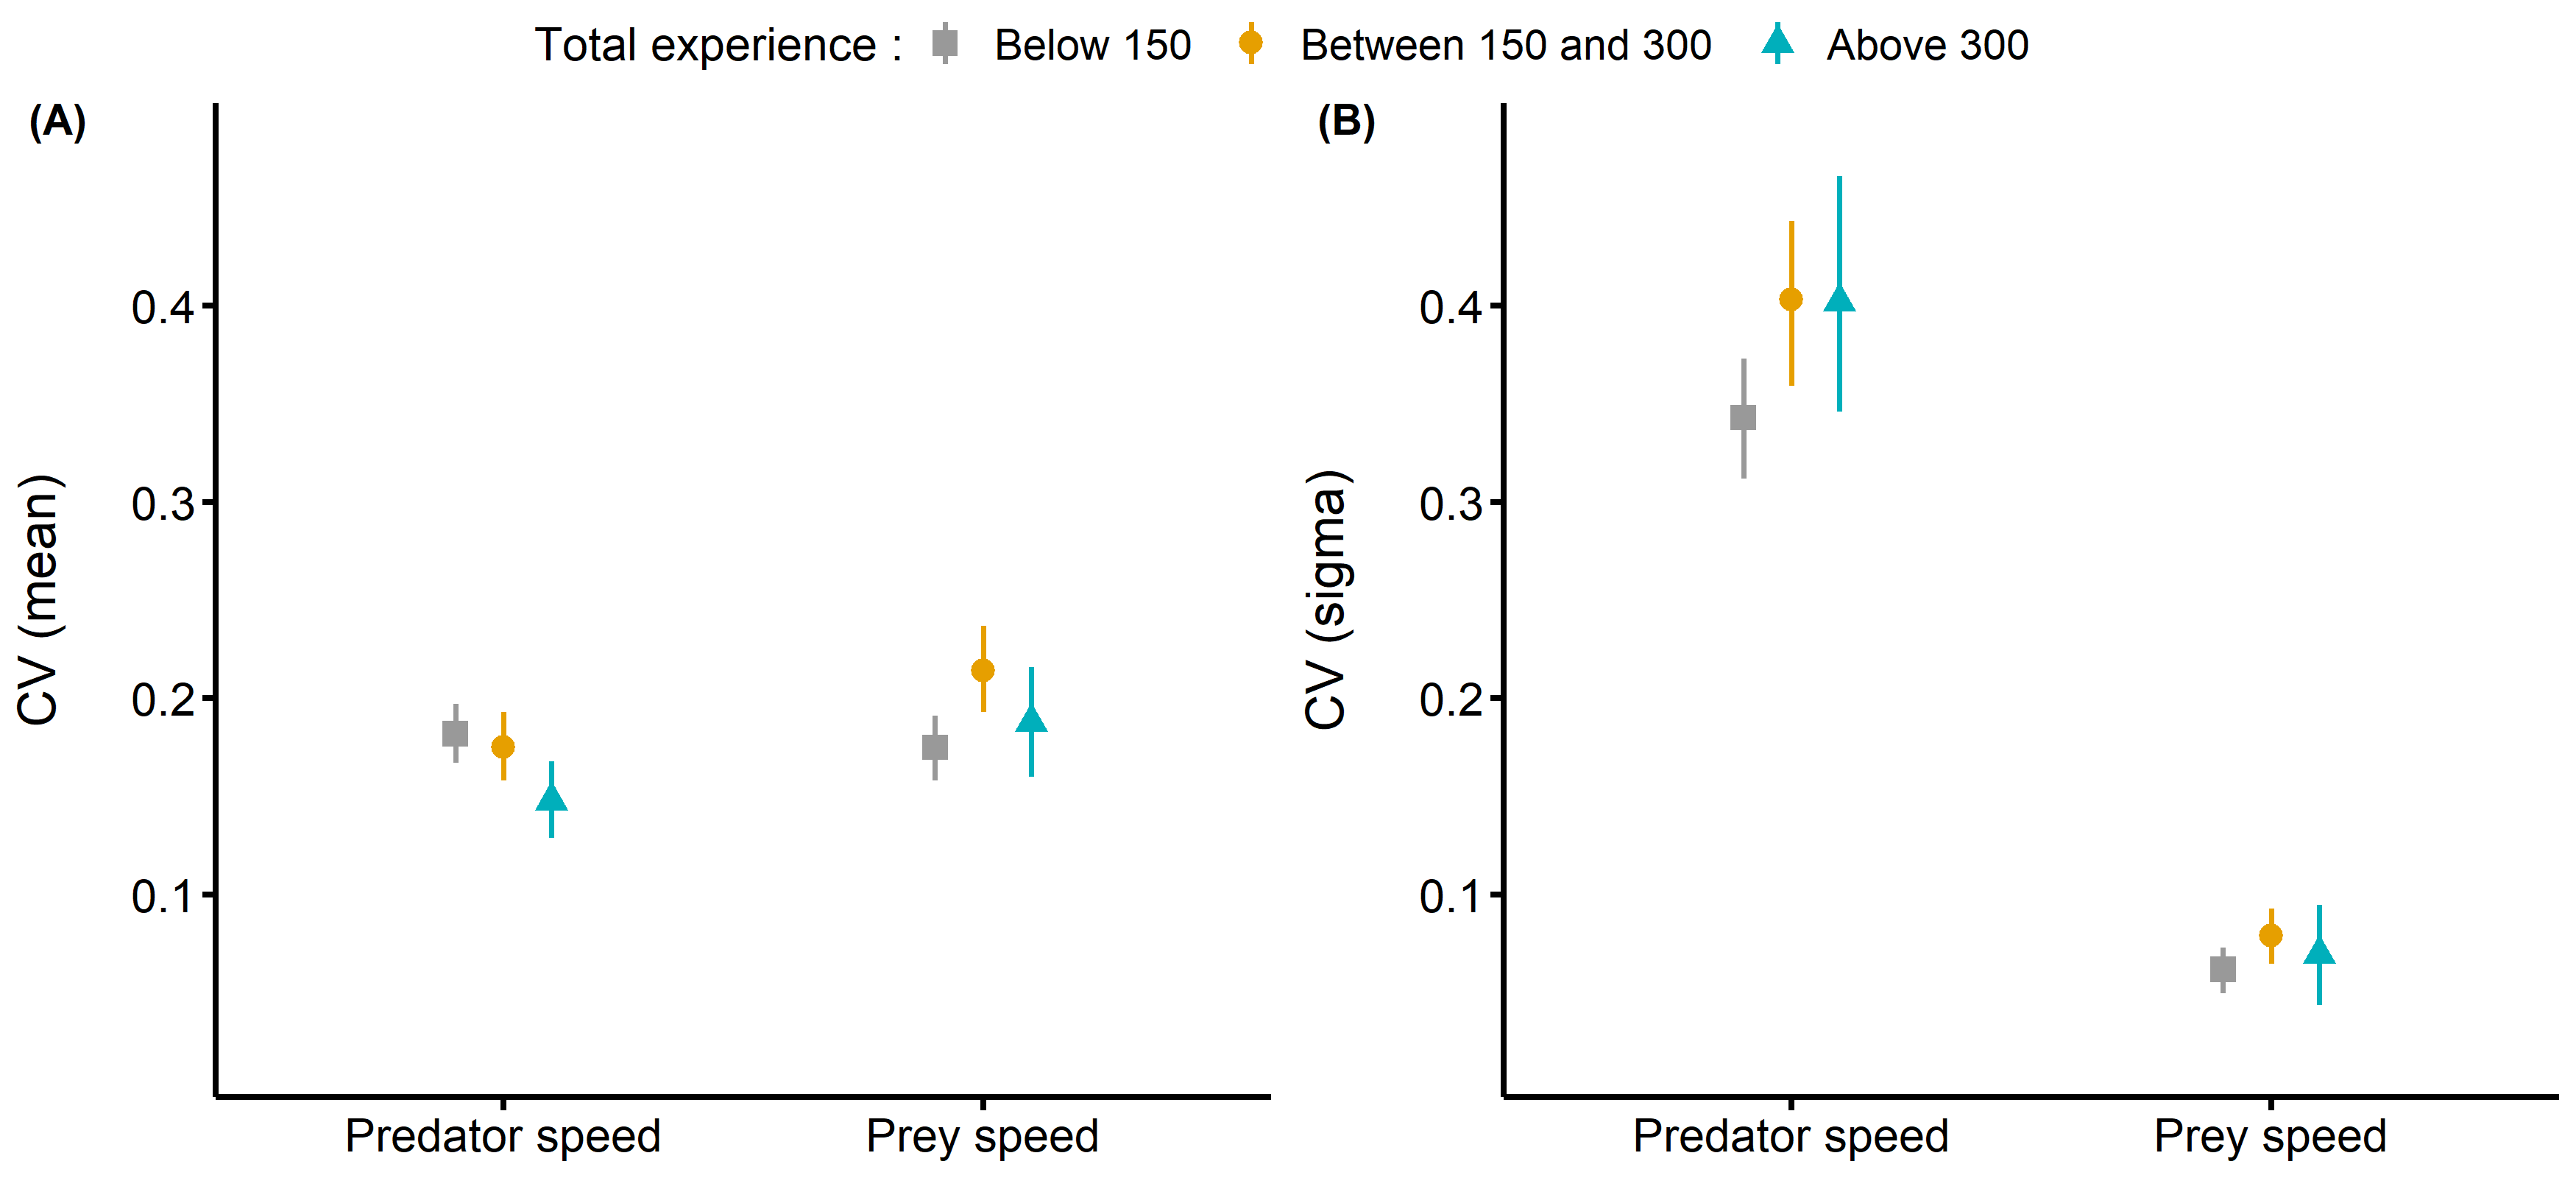 Total experience : Below 150 Between 150 and 300 Above 300
(A)
CV (mean)
0.4
0.3
0.2
0.1
Predator speed Prey speed
(B)
CV (sigma)
0.4
0.3
0.2
0.1
Predator speed Prey speed